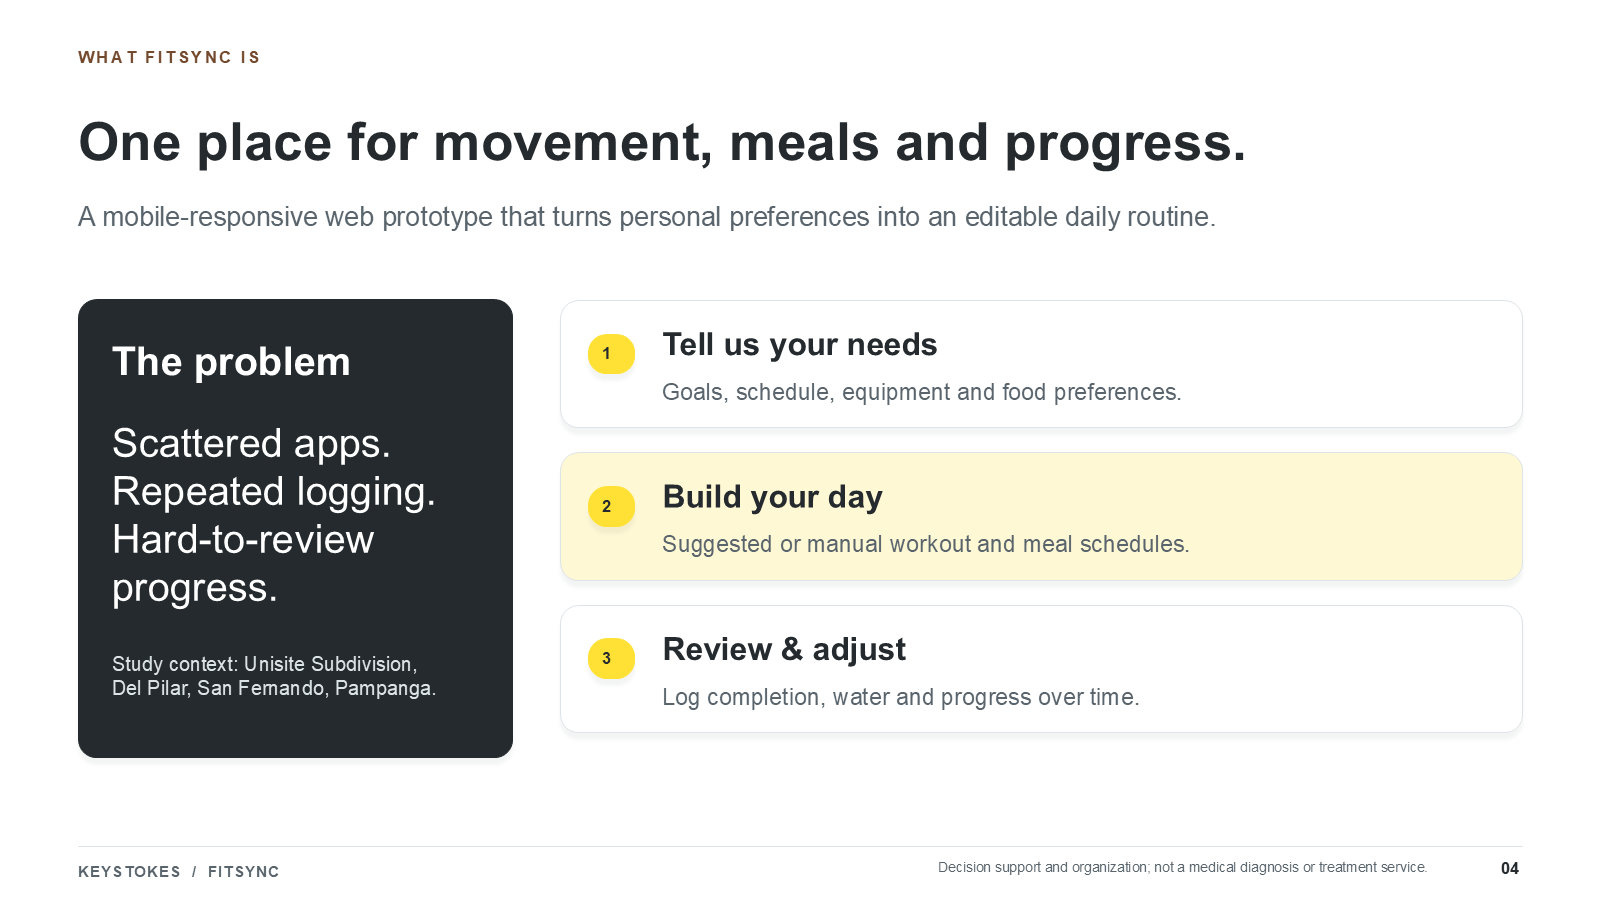 WHAT FITSYNC IS
One place for movement, meals and progress.
A mobile-responsive web prototype that turns personal preferences into an editable daily routine.
The problem
Scattered apps.
Repeated logging.
Hard-to-review
progress.
Study context: Unisite Subdivision,
Del Pilar, San Fernando, Pampanga.
1
Tell us your needs
Goals, schedule, equipment and food preferences.
2
Build your day
Suggested or manual workout and meal schedules.
3
Review & adjust
Log completion, water and progress over time.
KEYSTOKES / FITSYNC
Decision support and organization; not a medical diagnosis or treatment service.
04